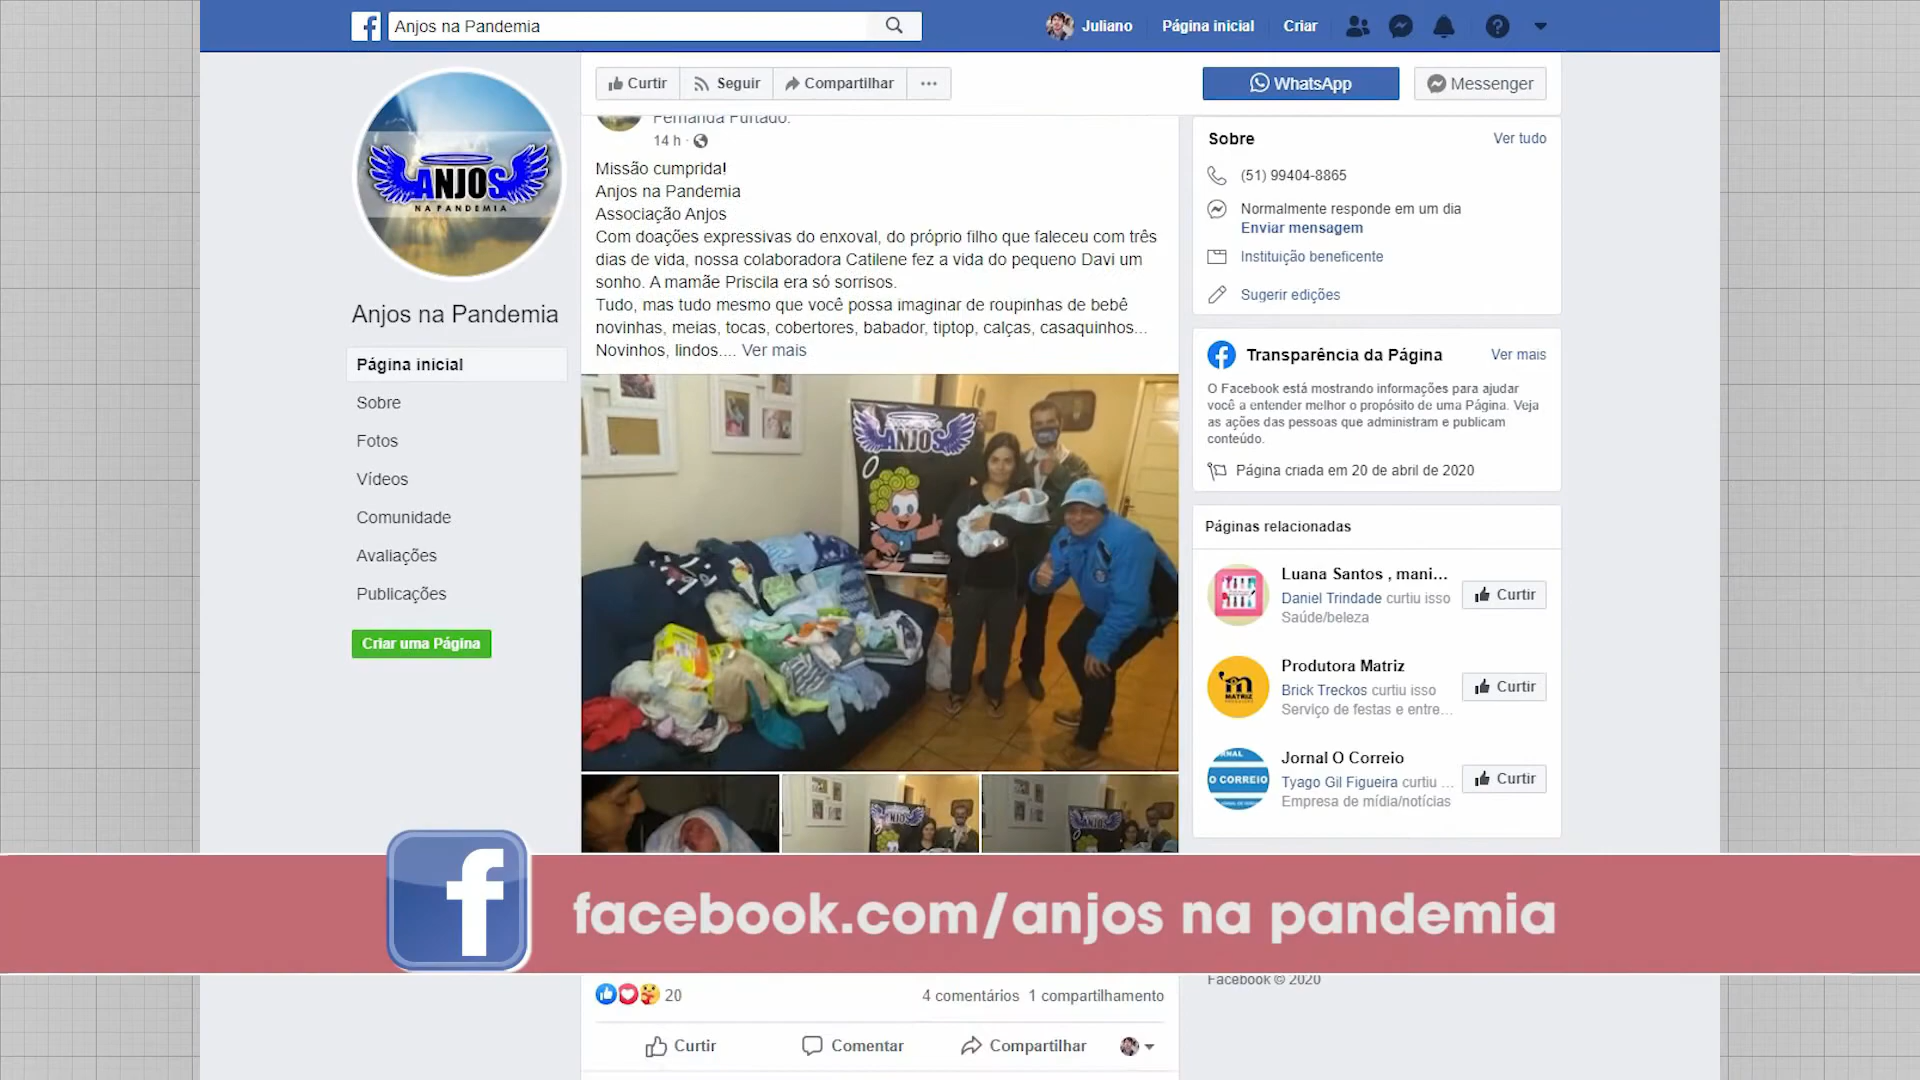 Anjos na Pandemia
Juliano
Página inicial
Criar
ANJOS
NA PANDEMIA
Anjos na Pandemia
Página inicial
Sobre
Fotos
Vídeos
Comunidade
Avaliações
Publicações
Criar uma Página
Curtir
Seguir
Compartilhar
WhatsApp
Messenger
Fernanda Furtado.
14 h ·
Missão cumprida!
Anjos na Pandemia
Associação Anjos
Com doações expressivas do enxoval, do próprio filho que faleceu com três
dias de vida, nossa colaboradora Catilene fez a vida do pequeno Davi um
sonho. A mamãe Priscila era só sorrisos.
Tudo, mas tudo mesmo que você possa imaginar de roupinhas de bebê
novinhas, meias, tocas, cobertores, babador, tiptop, calças, casaquinhos...
Novinhos, lindos.... Ver mais
ANJOS
ANJOS
ANJOS
Sobre
Ver tudo
(51) 99404-8865
Normalmente responde em um dia
Enviar mensagem
Instituição beneficente
Sugerir edições
Transparência da Página
Ver mais
O Facebook está mostrando informações para ajudar
você a entender melhor o propósito de uma Página. Veja
as ações das pessoas que administram e publicam
conteúdo.
Página criada em 20 de abril de 2020
Páginas relacionadas
Luana Santos , mani...
Daniel Trindade curtiu isso
Saúde/beleza
Curtir
MATRIZ
Produtora Matriz
Brick Treckos curtiu isso
Serviço de festas e entre...
Curtir
O CORREIO
Jornal O Correio
Tyago Gil Figueira curtiu ...
Empresa de mídia/notícias
Curtir
f facebook.com/anjos na pandemia
Facebook © 2020
20
4 comentários 1 compartilhamento
Curtir
Comentar
Compartilhar